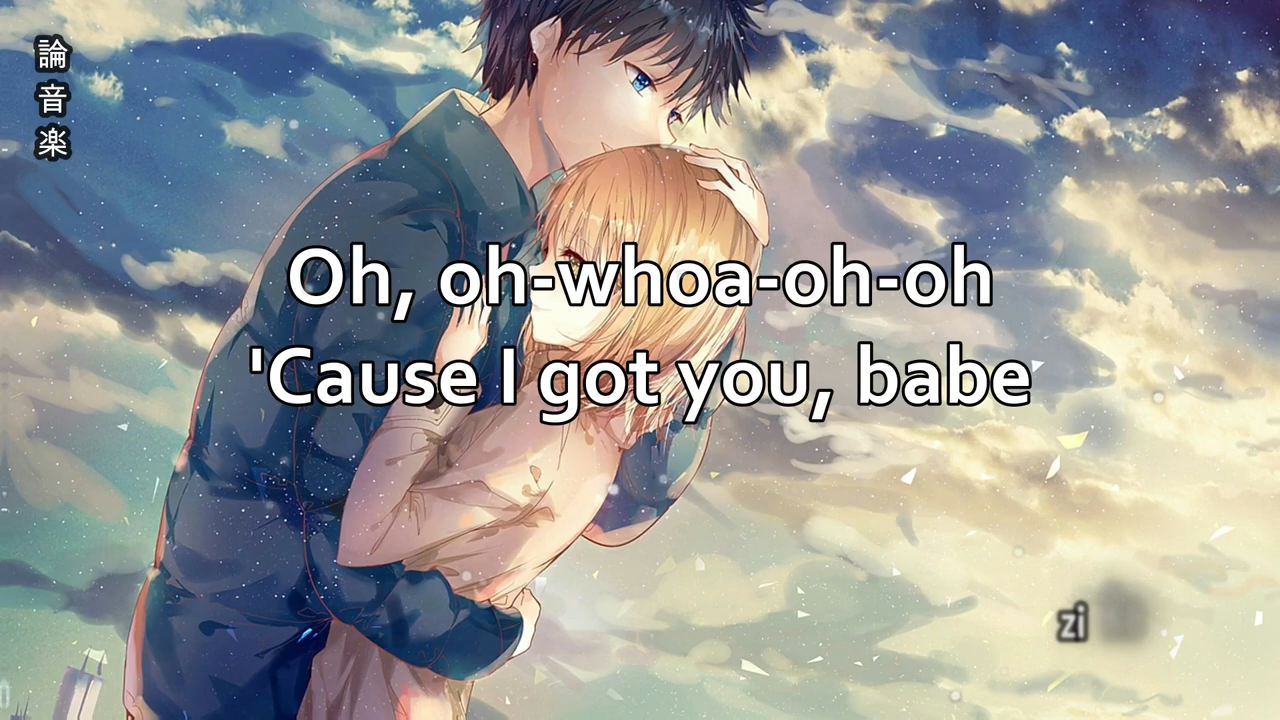 論
音
楽
Oh, oh-whoa-oh-oh
'Cause I got you, babe
zi